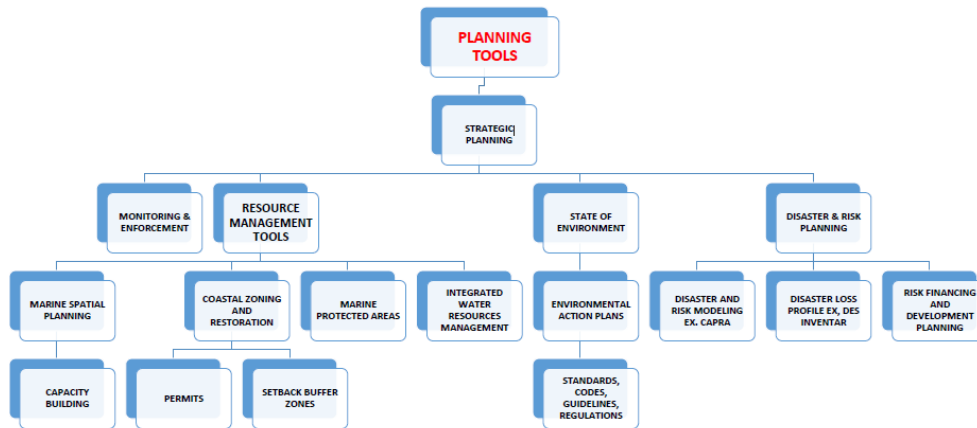 PLANNING
TOOLS
STRATEGIC
PLANNING
MONITORING &
ENFORCEMENT
RESOURCE
MANAGEMENT
TOOLS
STATE OF
ENVIRONMENT
DISASTER & RISK
PLANNING
MARINE SPATIAL
PLANNING
COASTAL ZONING
AND
RESTORATION
MARINE
PROTECTED AREAS
INTEGRATED
WATER
RESOURCES
MANAGEMENT
ENVIRONMENTAL
ACTION PLANS
DISASTER AND
RISK MODELING
EX. CAPRA
DISASTER LOSS
PROFILE EX, DES
INVENTAR
RISK FINANCING
AND
DEVELOPMENT
PLANNING
CAPACITY
BUILDING
PERMITS
SETBACK BUFFER
ZONES
STANDARDS,
CODES,
GUIDELINES,
REGULATIONS